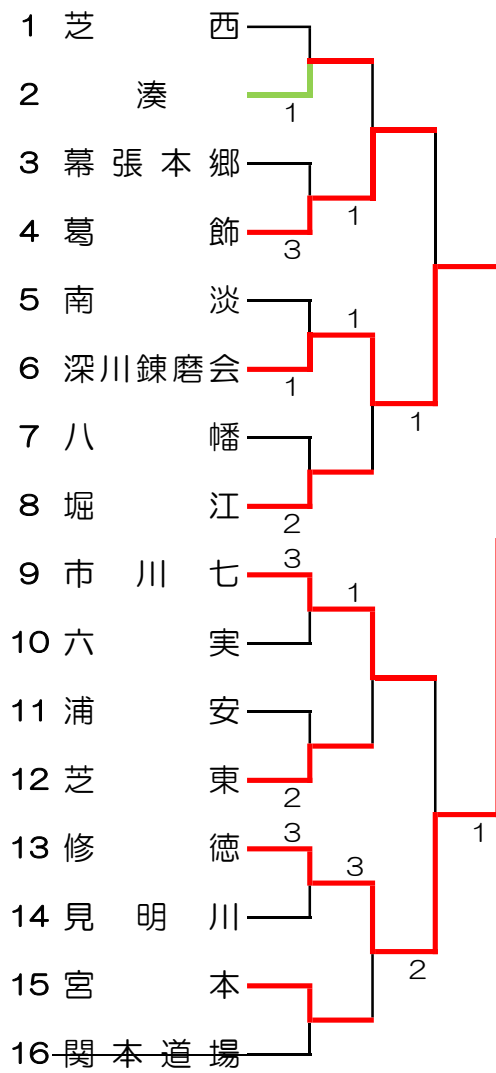 1 芝西
2 湊
1
3 幕張本郷
1
4 葛飾
3
5 南淡
1
6 深川錬磨会
1
1
7 八幡
8 堀江
2
3
9 市川七
1
10 六実
11 浦安
12 芝東
2
3
1
13 修徳
3
14 見明川
2
15 宮本
16 関本道場